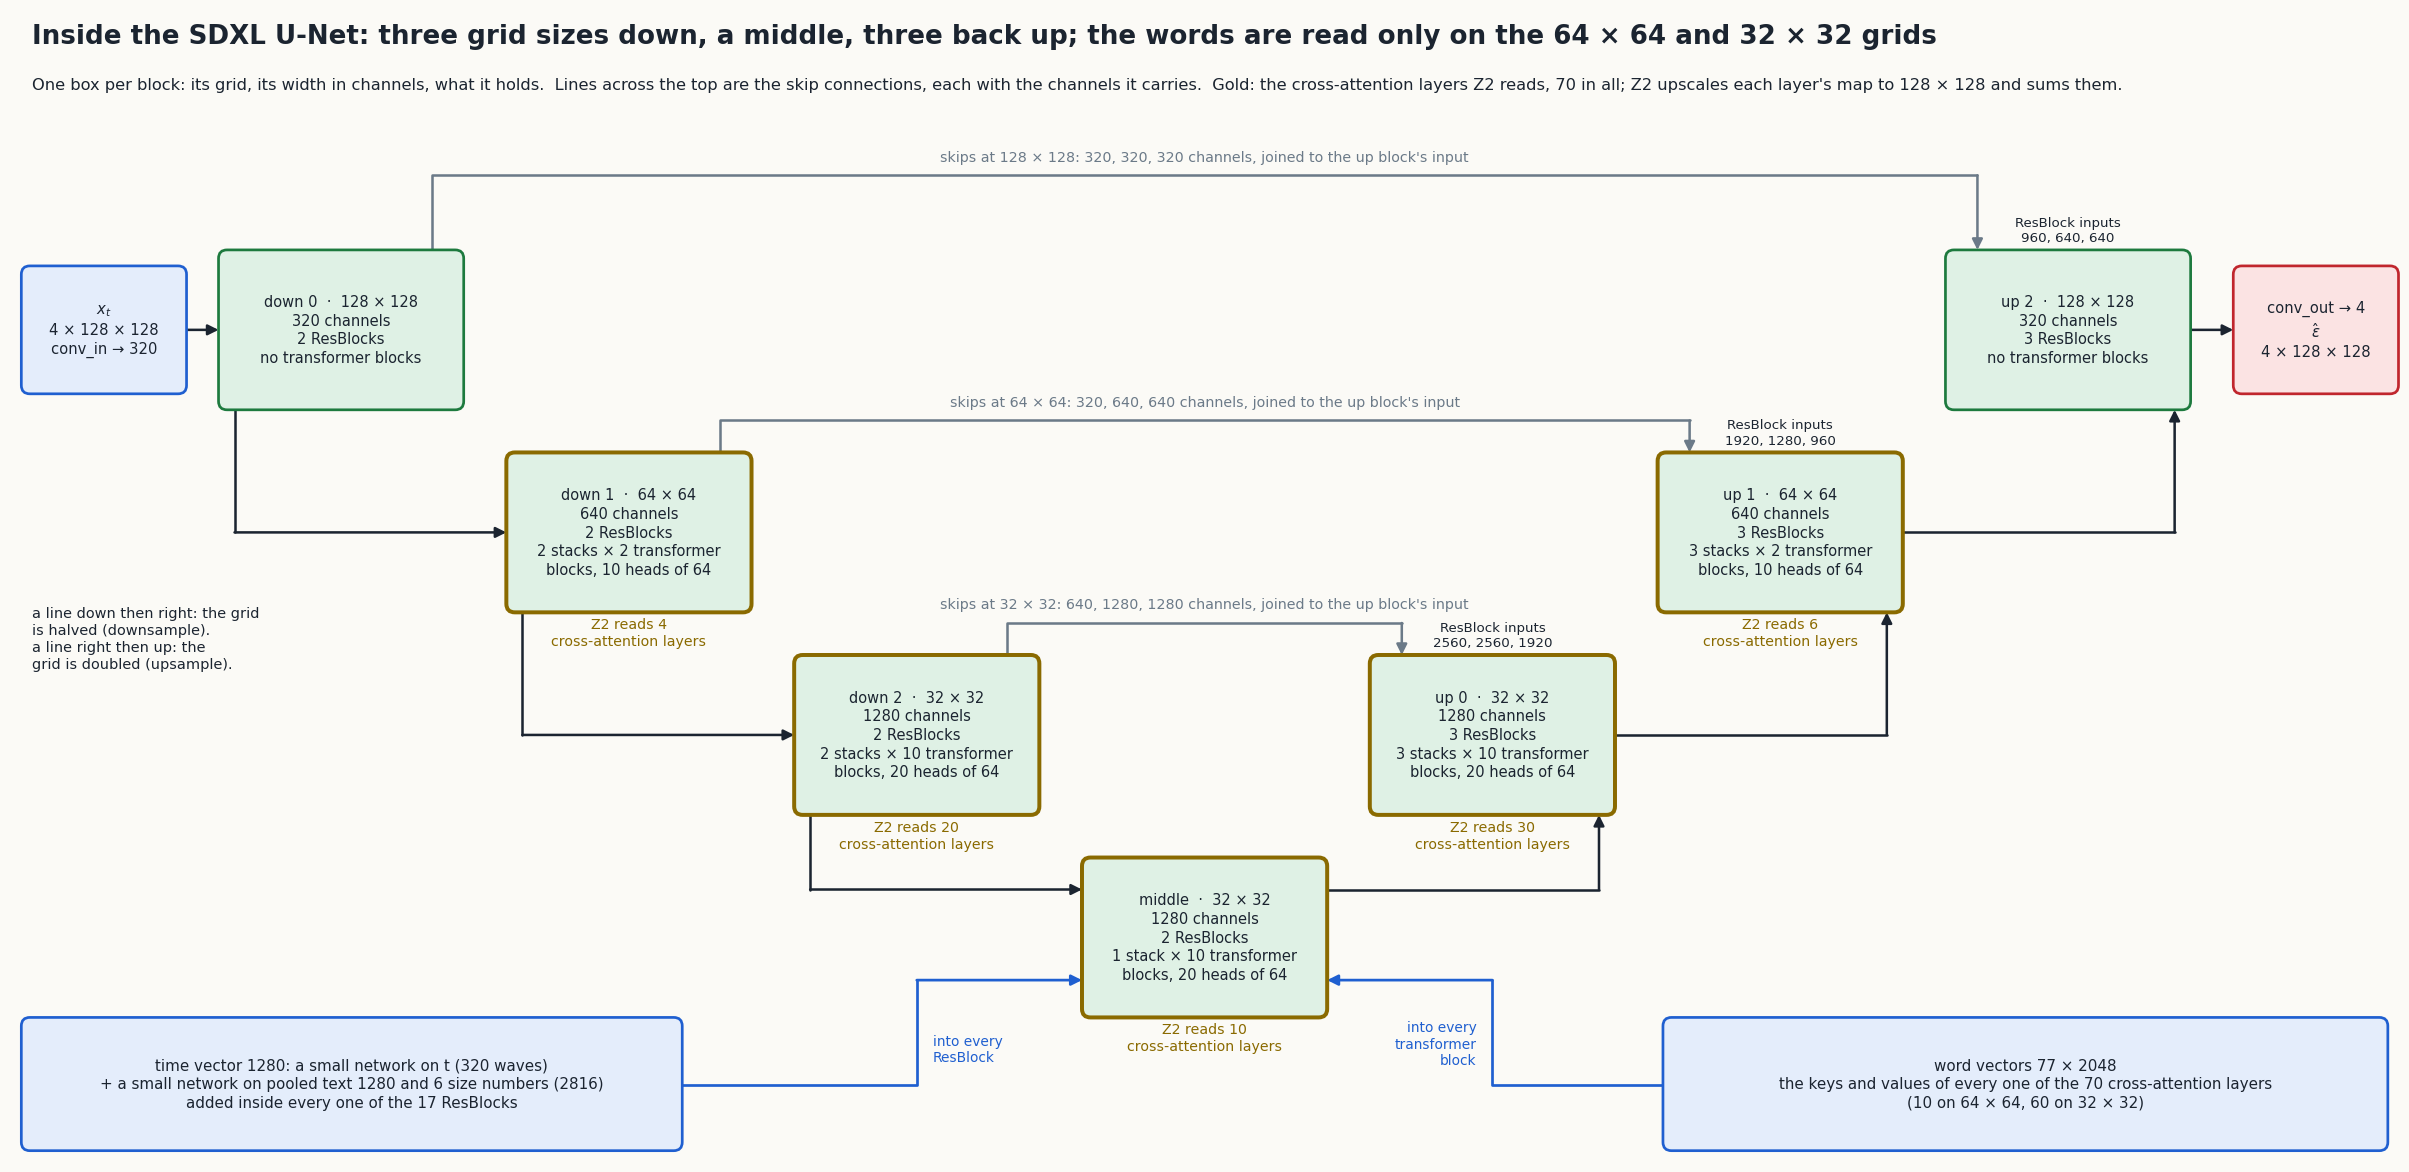 Inside the SDXL U-Net: three grid sizes down, a middle, three back up; the words are read only on the 64 × 64 and 32 × 32 grids
One box per block: its grid, its width in channels, what it holds.  Lines across the top are the skip connections, each with the channels it carries.  Gold: the cross-attention layers Z2 reads, 70 in all; Z2 upscales each layer's map to 128 × 128 and sums them.
skips at 128 × 128: 320, 320, 320 channels, joined to the up block's input
ResBlock inputs
960, 640, 640
x_t
4 × 128 × 128
conv_in → 320
down 0 · 128 × 128
320 channels
2 ResBlocks
no transformer blocks
up 2 · 128 × 128
320 channels
3 ResBlocks
no transformer blocks
conv_out → 4
ε̂
4 × 128 × 128
skips at 64 × 64: 320, 640, 640 channels, joined to the up block's input
ResBlock inputs
1920, 1280, 960
down 1 · 64 × 64
640 channels
2 ResBlocks
2 stacks × 2 transformer
blocks, 10 heads of 64
Z2 reads 4
cross-attention layers
up 1 · 64 × 64
640 channels
3 ResBlocks
3 stacks × 2 transformer
blocks, 10 heads of 64
Z2 reads 6
cross-attention layers
a line down then right: the grid
is halved (downsample).
a line right then up: the
grid is doubled (upsample).
skips at 32 × 32: 640, 1280, 1280 channels, joined to the up block's input
ResBlock inputs
2560, 2560, 1920
down 2 · 32 × 32
1280 channels
2 ResBlocks
2 stacks × 10 transformer
blocks, 20 heads of 64
Z2 reads 20
cross-attention layers
up 0 · 32 × 32
1280 channels
3 ResBlocks
3 stacks × 10 transformer
blocks, 20 heads of 64
Z2 reads 30
cross-attention layers
middle · 32 × 32
1280 channels
2 ResBlocks
1 stack × 10 transformer
blocks, 20 heads of 64
Z2 reads 10
cross-attention layers
into every
ResBlock
into every
transformer
block
time vector 1280: a small network on t (320 waves)
+ a small network on pooled text 1280 and 6 size numbers (2816)
added inside every one of the 17 ResBlocks
word vectors 77 × 2048
the keys and values of every one of the 70 cross-attention layers
(10 on 64 × 64, 60 on 32 × 32)